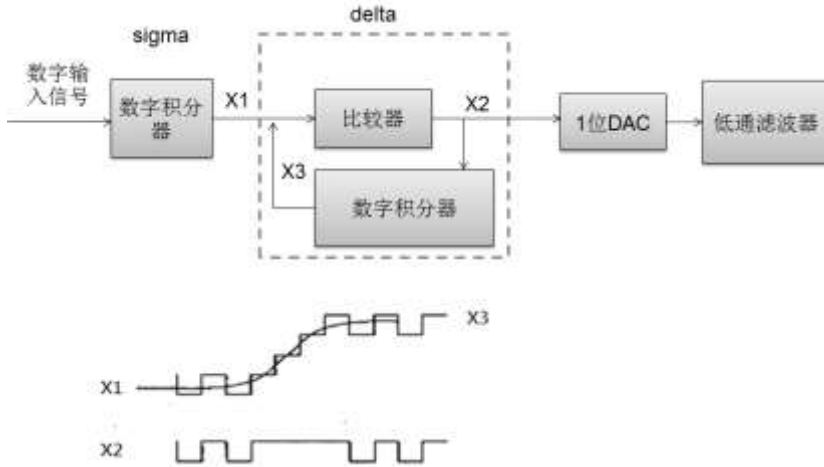 delta
sigma
数字输
入信号
数字积分
器
X1
比较器
X2
1位DAC
低通滤波器
X3
数字积分器
X3
X1
X2